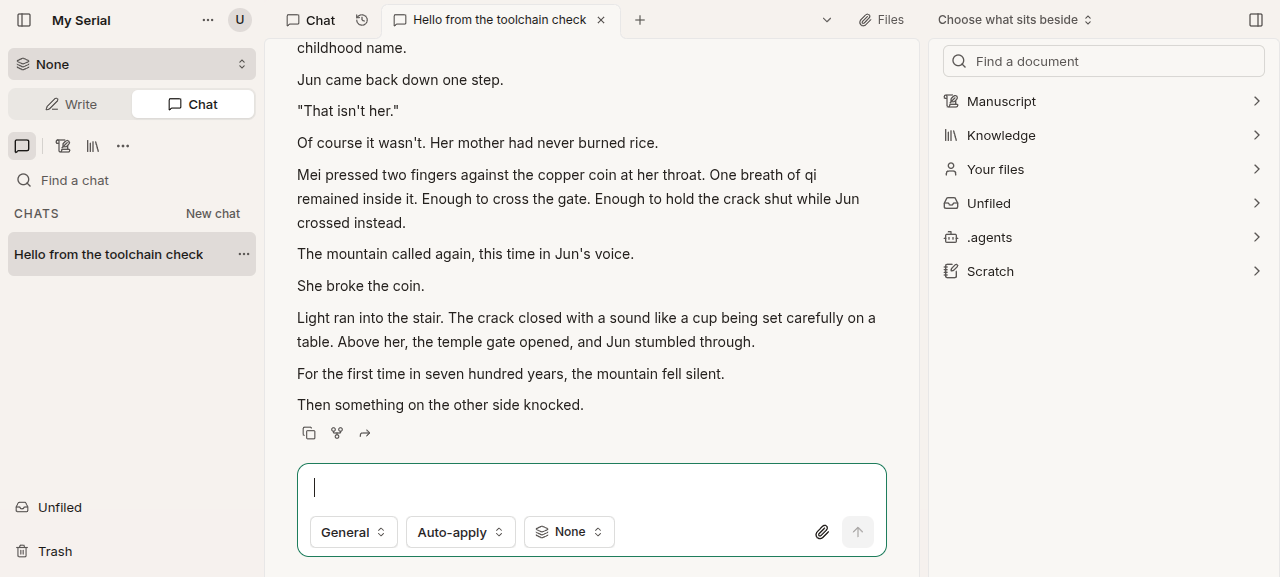 My Serial
U
None
Write
Chat
Find a chat
CHATS
New chat
Hello from the toolchain check
Unfiled
Trash
Chat
Hello from the toolchain check
Files
childhood name.
Jun came back down one step.
"That isn't her."
Of course it wasn't. Her mother had never burned rice.
Mei pressed two fingers against the copper coin at her throat. One breath of qi
remained inside it. Enough to cross the gate. Enough to hold the crack shut while Jun
crossed instead.
The mountain called again, this time in Jun's voice.
She broke the coin.
Light ran into the stair. The crack closed with a sound like a cup being set carefully on a
table. Above her, the temple gate opened, and Jun stumbled through.
For the first time in seven hundred years, the mountain fell silent.
Then something on the other side knocked.
General
Auto-apply
None
Choose what sits beside
Find a document
Manuscript
Knowledge
Your files
Unfiled
.agents
Scratch